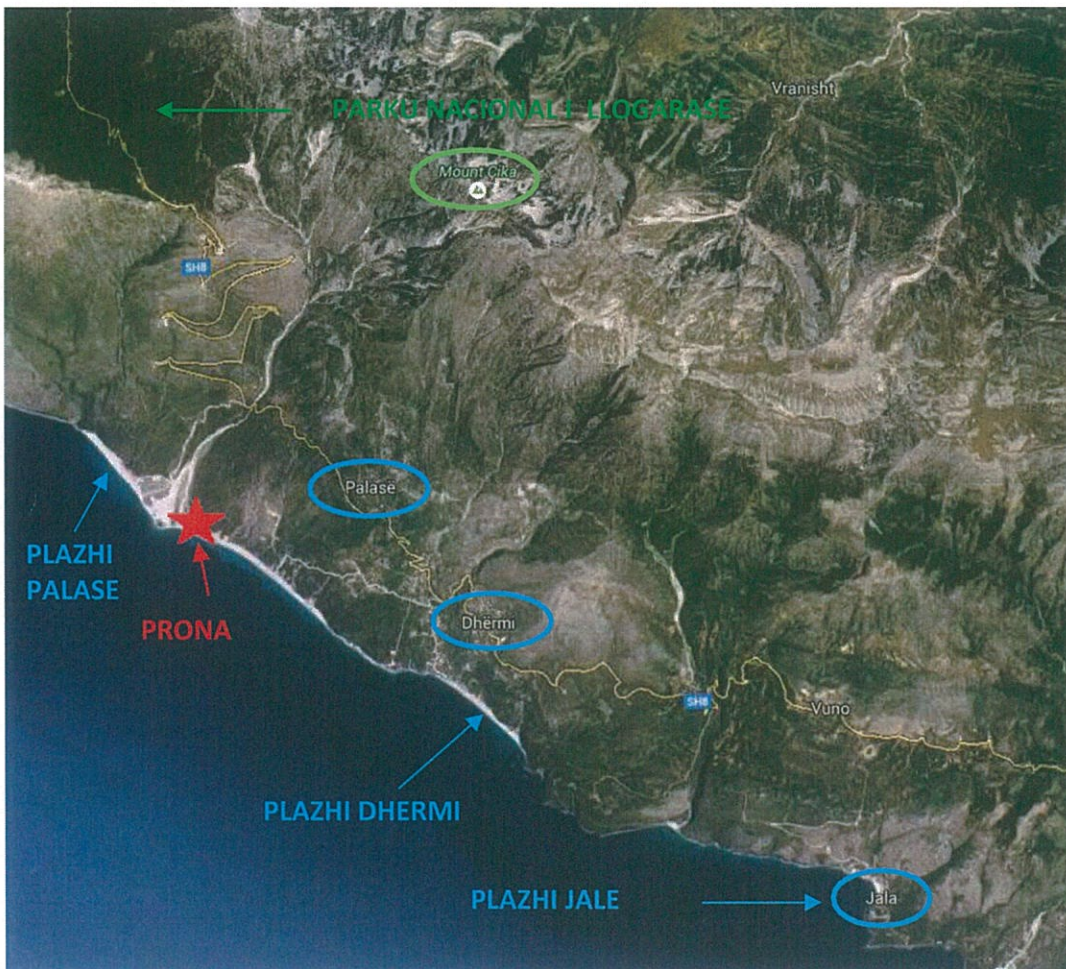 Vranisht
PARKU NACIONAL I LLOGARASE
Mount Çika
SH8
Palasë
PLAZHI
PALASE
PRONA
Dhërmi
SH8
Vuno
PLAZHI DHERMI
PLAZHI JALE
Jala